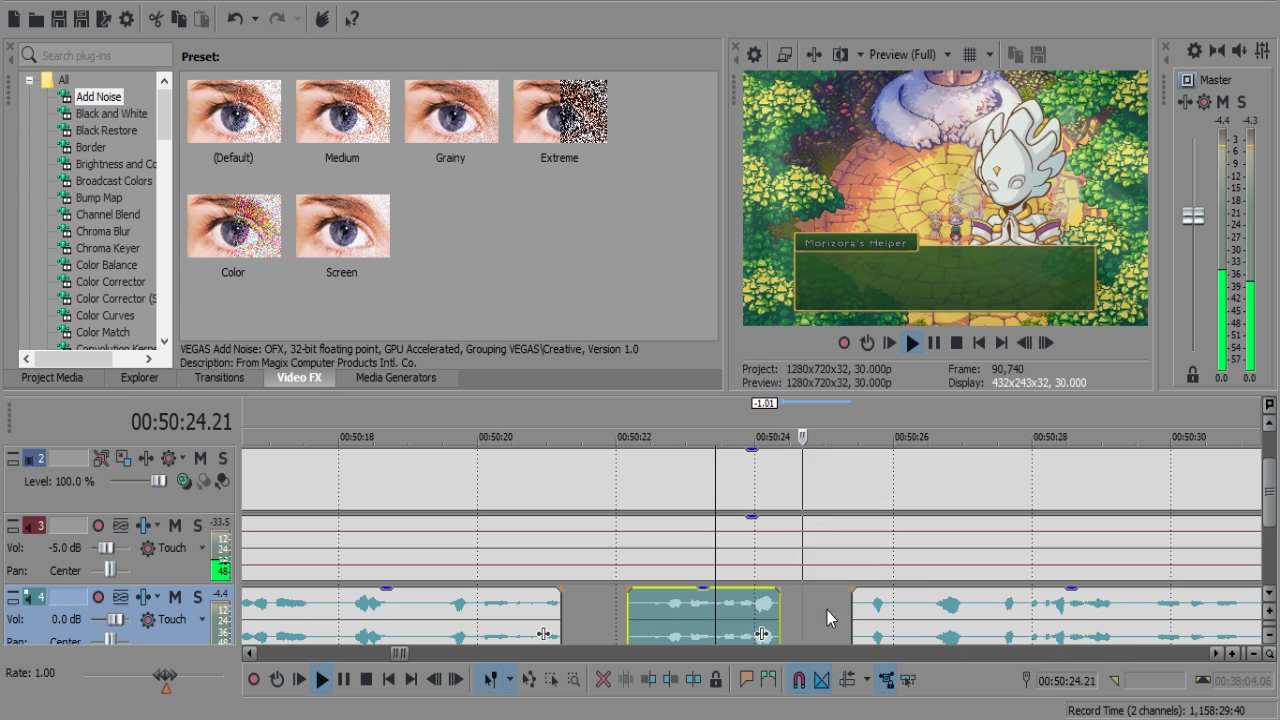 Search plug-ins
Preset:
All
Add Noise
Black and White
Black Restore
Border
Brightness and Co
Broadcast Colors
Bump Map
Channel Blend
Chroma Blur
Chroma Keyer
Color Balance
Color Corrector
Color Corrector (S
Color Curves
Color Match
Convolution Kerne
(Default)
Medium
Grainy
Extreme
Color
Screen
VEGAS Add Noise: OFX, 32-bit floating point, GPU Accelerated, Grouping VEGAS\Creative, Version 1.0
Description: From Magix Computer Products Intl. Co.
Project Media
Explorer
Transitions
Video FX
Media Generators
Preview (Full)
Morizora's Helper
Project: 1280x720x32, 30.000p
Frame: 90,740
Preview: 1280x720x32, 30.000p
Display: 432x243x32, 30.000
Master
M S
-4.4 -4.3
3
6
9
12
15
18
21
24
27
30
33
36
39
42
45
48
51
54
57
0.0 0.0
00:50:24.21
-1.01
00:50:18
00:50:20
00:50:22
00:50:24
00:50:26
00:50:28
00:50:30
2
M S
Level: 100.0 %
3
M S
-33.5
Vol: -5.0 dB
Touch
12
24
48
Pan: Center
4
M S
-4.4
Vol: 0.0 dB
Touch
12
24
36
48
Pan: Center
Rate: 1.00
00:50:24.21
00:38:04.06
Record Time (2 channels): 1,158:29:40